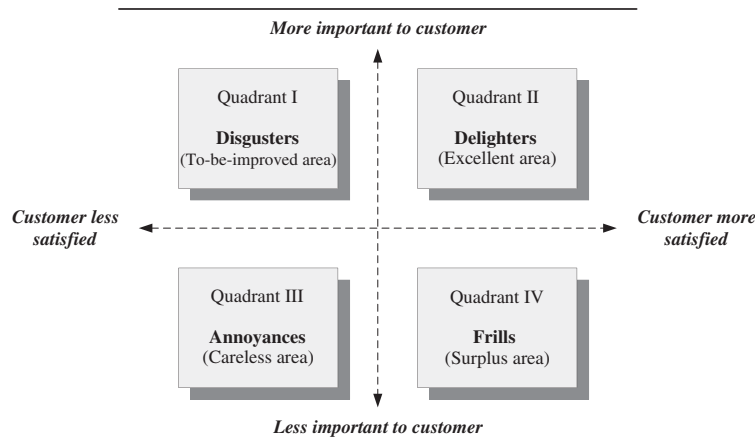 More important to customer
Quadrant I
Disgusters
(To-be-improved area)
Quadrant II
Delighters
(Excellent area)
Customer less
satisfied
Customer more
satisfied
Quadrant III
Annoyances
(Careless area)
Quadrant IV
Frills
(Surplus area)
Less important to customer